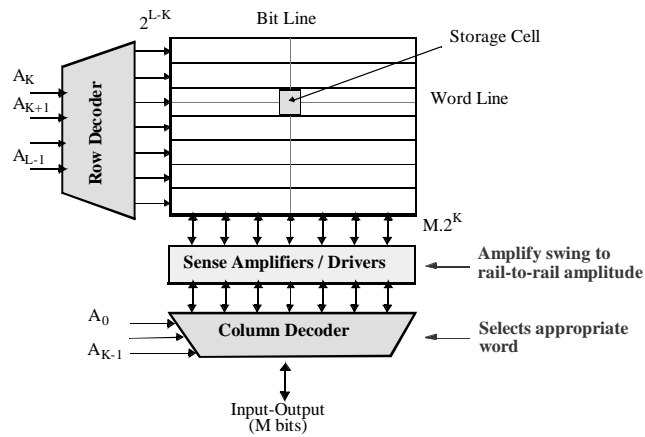 2^{L-K}
Bit Line
Storage Cell
A_K
A_{K+1}
A_{L-1}
Row Decoder
Word Line
M.2^K
Sense Amplifiers / Drivers
Amplify swing to
rail-to-rail amplitude
A_0
A_{K-1}
Column Decoder
Selects appropriate
word
Input-Output
(M bits)